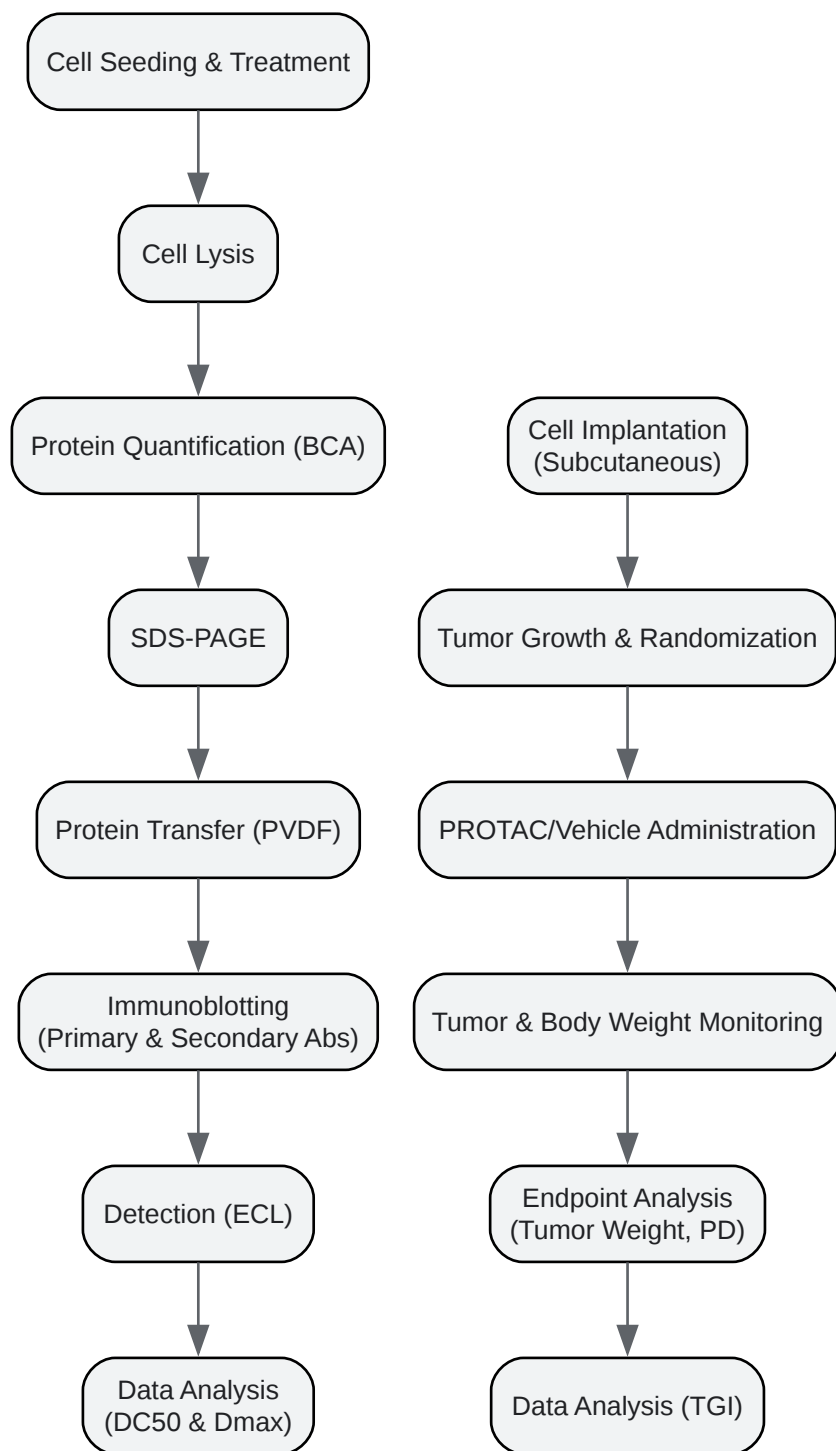 Cell Seeding & Treatment
Cell Lysis
Protein Quantification (BCA)
SDS-PAGE
Protein Transfer (PVDF)
Immunoblotting
(Primary & Secondary Abs)
Detection (ECL)
Data Analysis
(DC50 & Dmax)
Cell Implantation
(Subcutaneous)
Tumor Growth & Randomization
PROTAC/Vehicle Administration
Tumor & Body Weight Monitoring
Endpoint Analysis
(Tumor Weight, PD)
Data Analysis (TGI)